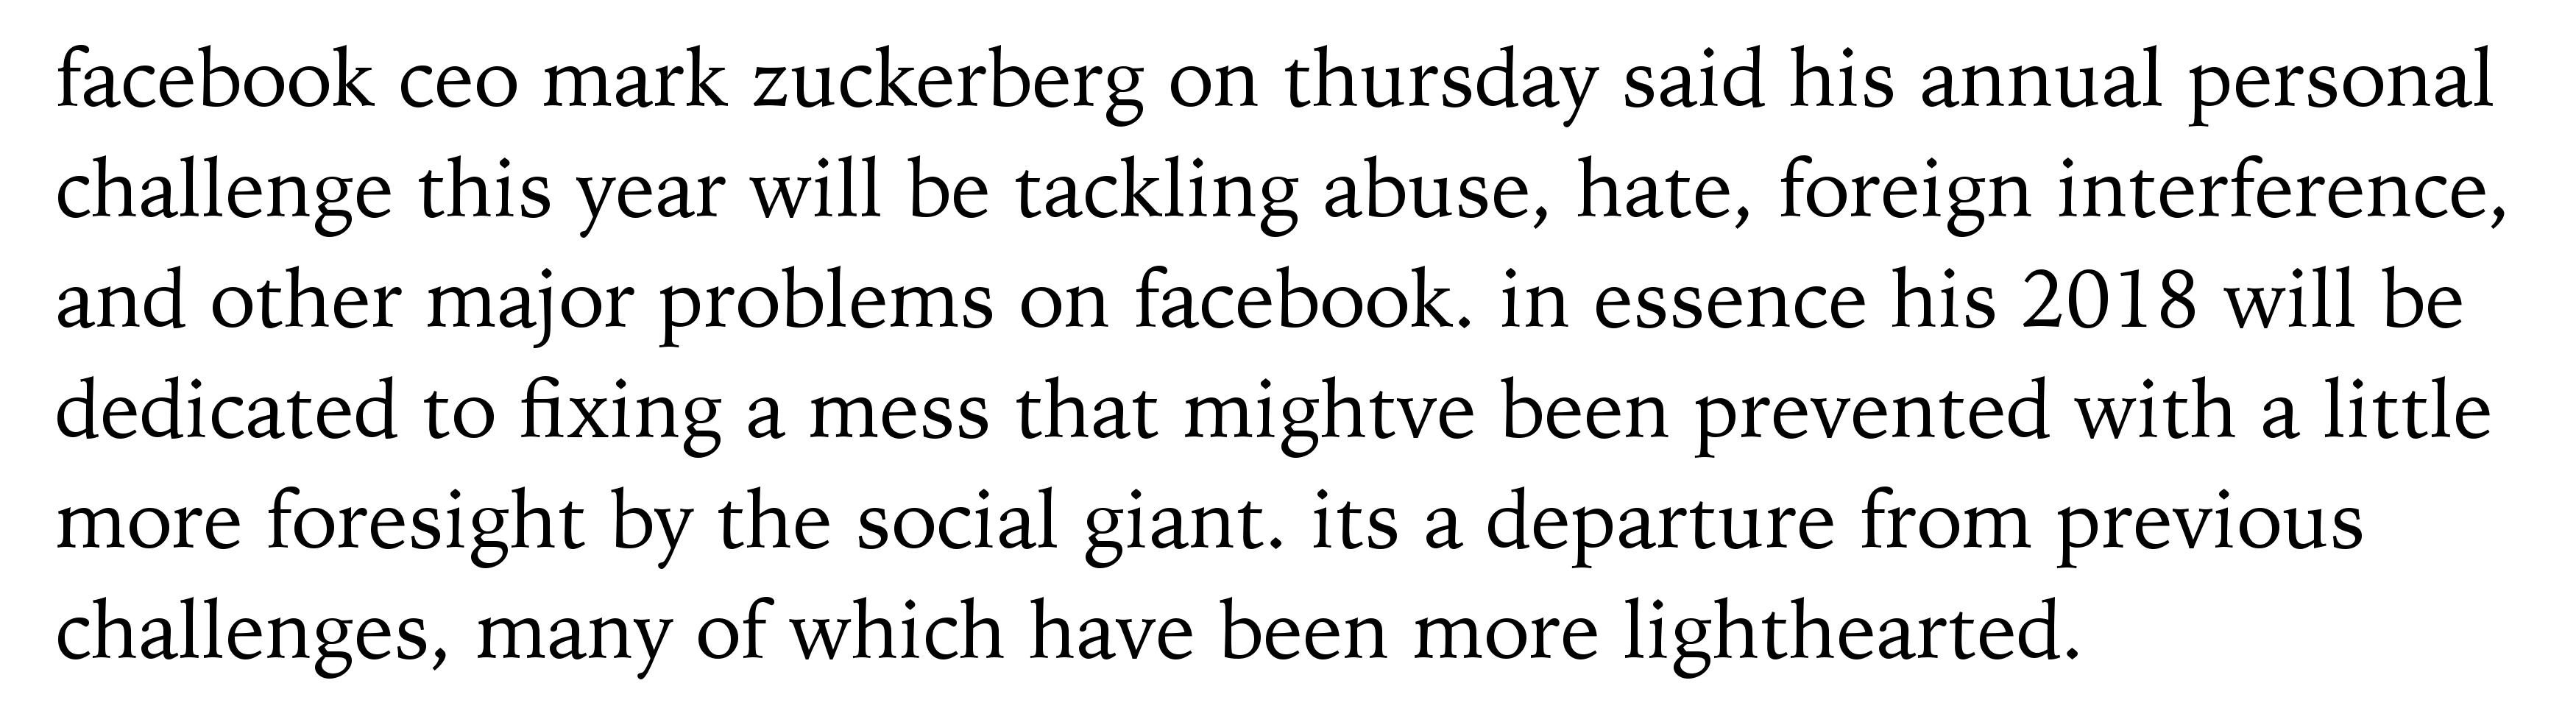 facebook ceo mark zuckerberg on thursday said his annual personal
challenge this year will be tackling abuse, hate, foreign interference,
and other major problems on facebook. in essence his 2018 will be
dedicated to fixing a mess that mightve been prevented with a little
more foresight by the social giant. its a departure from previous
challenges, many of which have been more lighthearted.